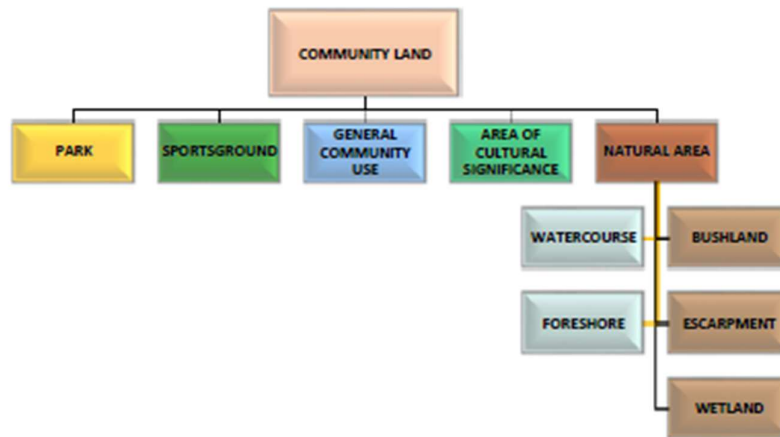 COMMUNITY LAND
PARK
SPORTSGROUND
GENERAL
COMMUNITY
USE
AREA OF
CULTURAL
SIGNIFICANCE
NATURAL AREA
WATERCOURSE
BUSHLAND
FORESHORE
ESCARPMENT
WETLAND